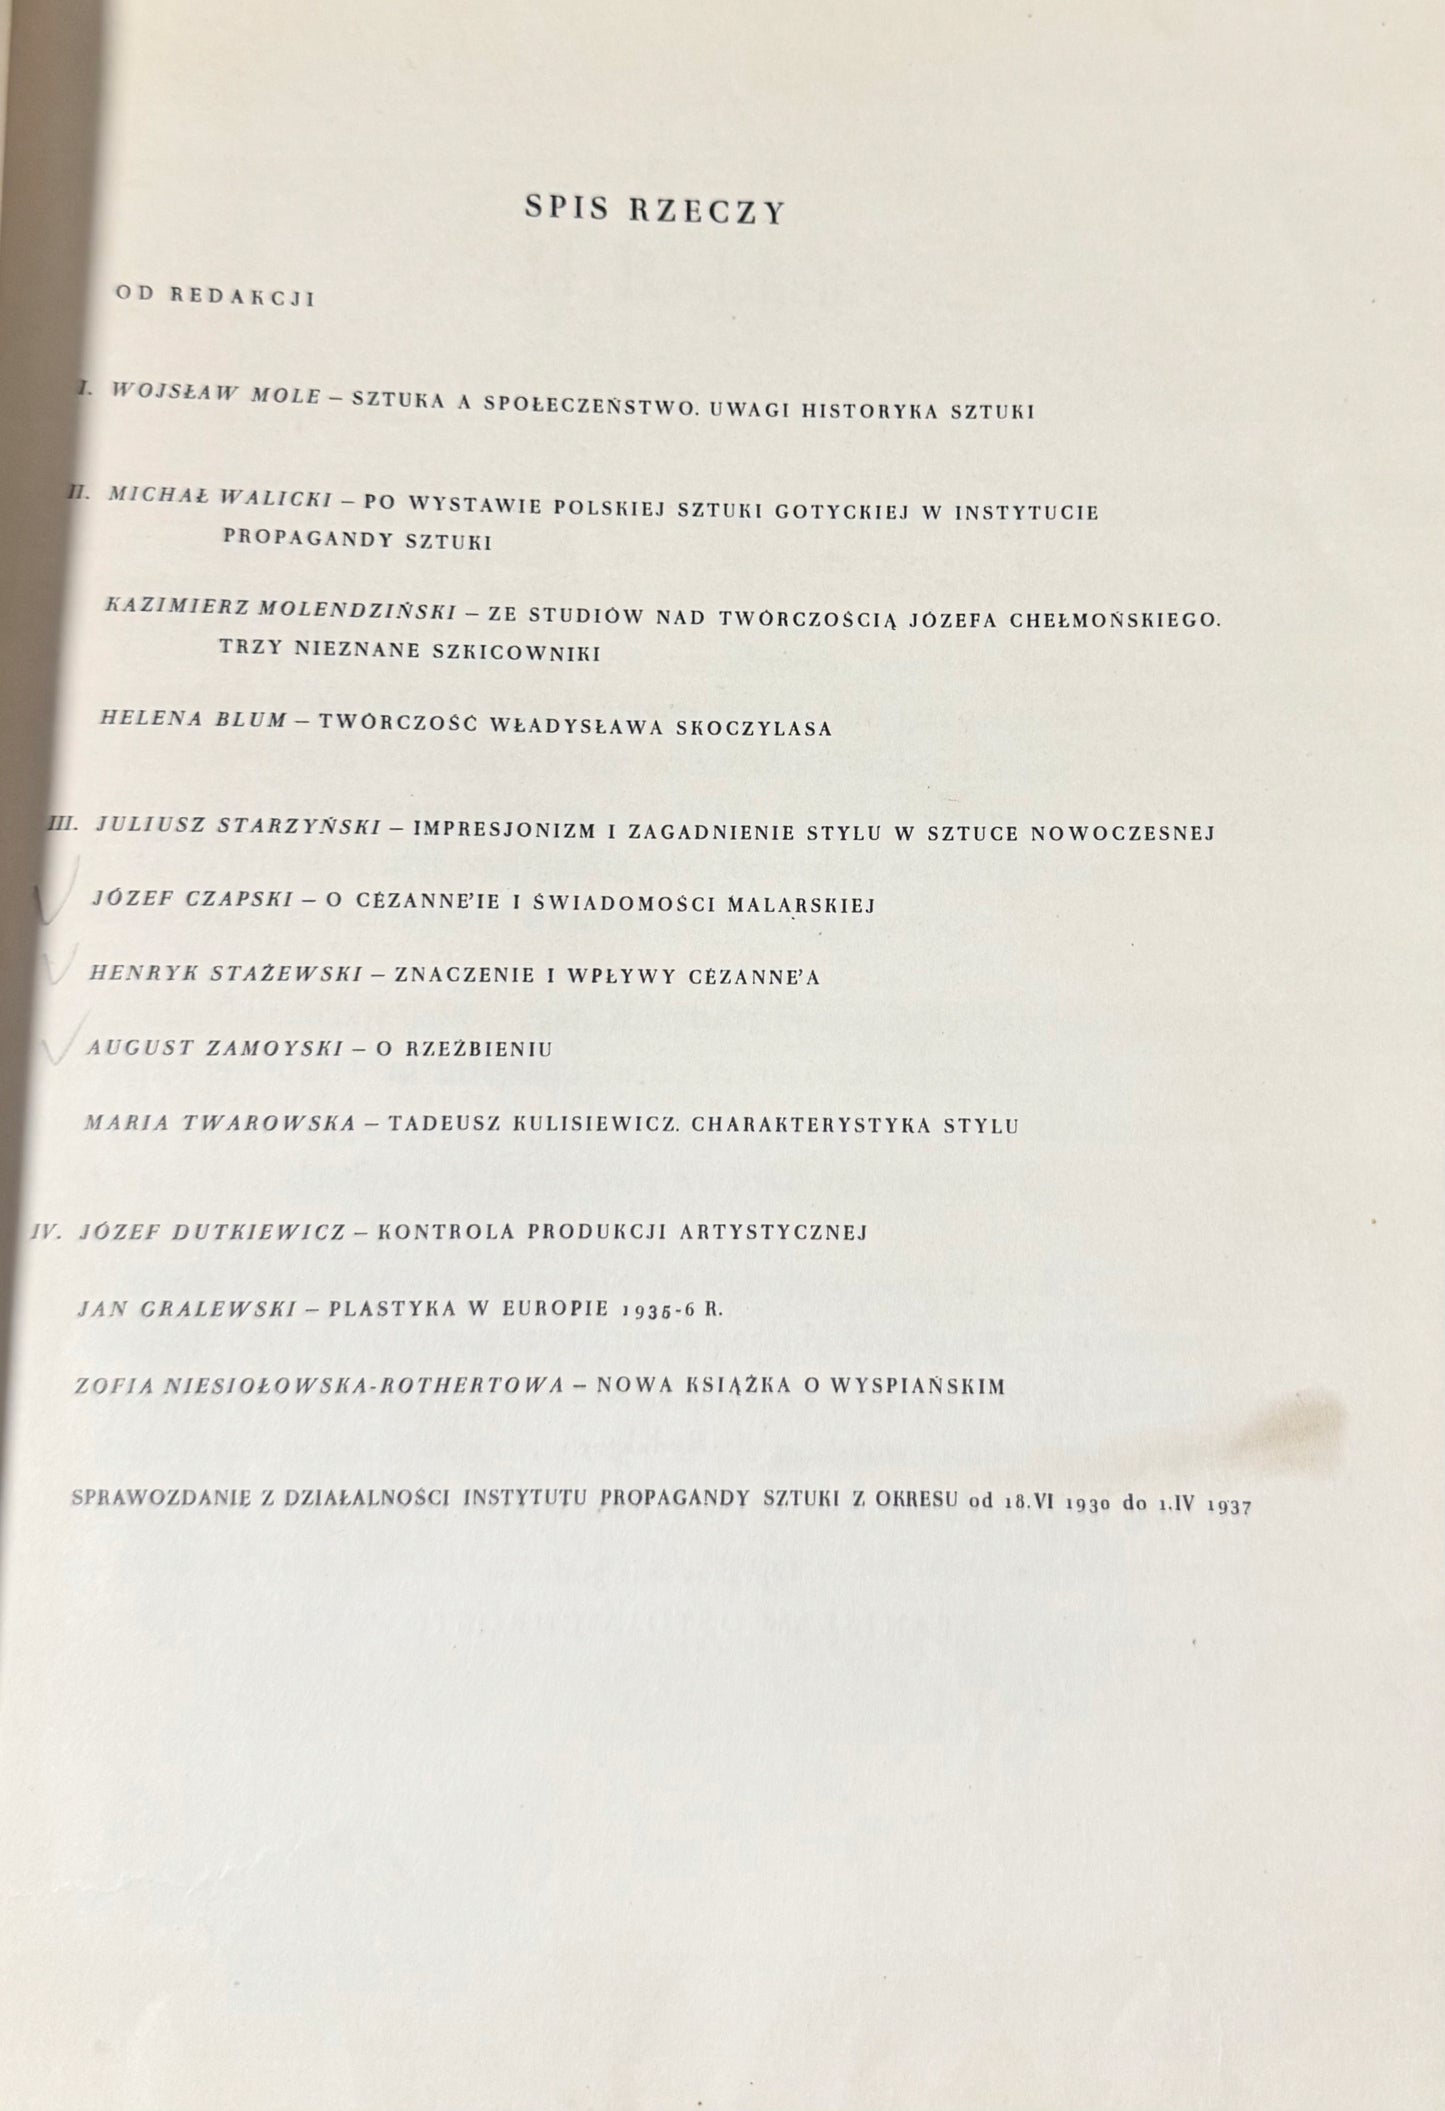 SPIS RZECZY
OD REDAKCJI
I. WOJSŁAW MOLE – SZTUKA A SPOŁECZEŃSTWO. UWAGI HISTORYKA SZTUKI
II. MICHAŁ WALICKI – PO WYSTAWIE POLSKIEJ SZTUKI GOTYCKIEJ W INSTYTUCIE
PROPAGANDY SZTUKI
KAZIMIERZ MOLENDZIŃSKI – ZE STUDIÓW NAD TWÓRCZOŚCIĄ JÓZEFA CHEŁMOŃSKIEGO.
TRZY NIEZNANE SZKICOWNIKI
HELENA BLUM – TWÓRCZOŚĆ WŁADYSŁAWA SKOCZYLASA
III. JULIUSZ STARZYŃSKI – IMPRESJONIZM I ZAGADNIENIE STYLU W SZTUCE NOWOCZESNEJ
JÓZEF CZAPSKI – O CÉZANNE'IE I ŚWIADOMOŚCI MALARSKIEJ
HENRYK STAŻEWSKI – ZNACZENIE I WPŁYWY CÉZANNE'A
AUGUST ZAMOYSKI – O RZEŹBIENIU
MARIA TWAROWSKA – TADEUSZ KULISIEWICZ. CHARAKTERYSTYKA STYLU
IV. JÓZEF DUTKIEWICZ – KONTROLA PRODUKCJI ARTYSTYCZNEJ
JAN GRALEWSKI – PLASTYKA W EUROPIE 1935-6 R.
ZOFIA NIESIOŁOWSKA-ROTHERTOWA – NOWA KSIĄŻKA O WYSPIAŃSKIM
SPRAWOZDANIE Z DZIAŁALNOŚCI INSTYTUTU PROPAGANDY SZTUKI Z OKRESU od 18.VI 1930 do 1.IV 1937